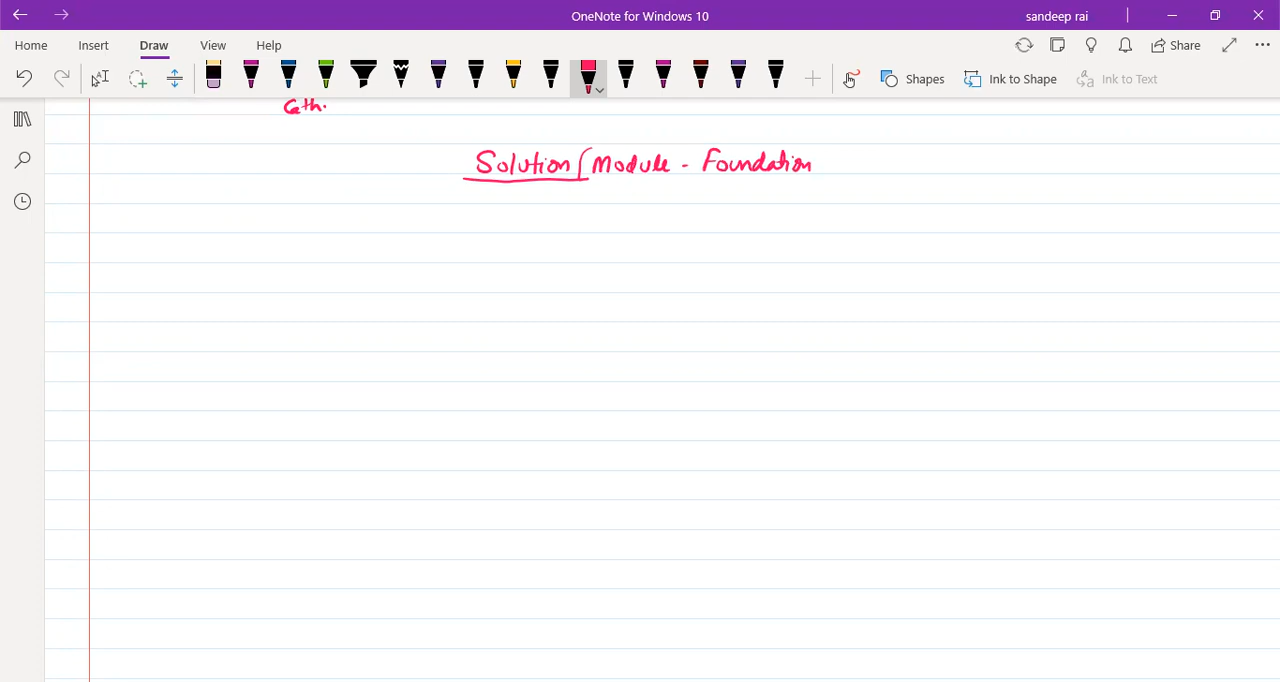 OneNote for Windows 10
sandeep rai
Home Insert Draw View Help
Share
Shapes Ink to Shape Ink to Text
6th.
Solution [Module - Foundation